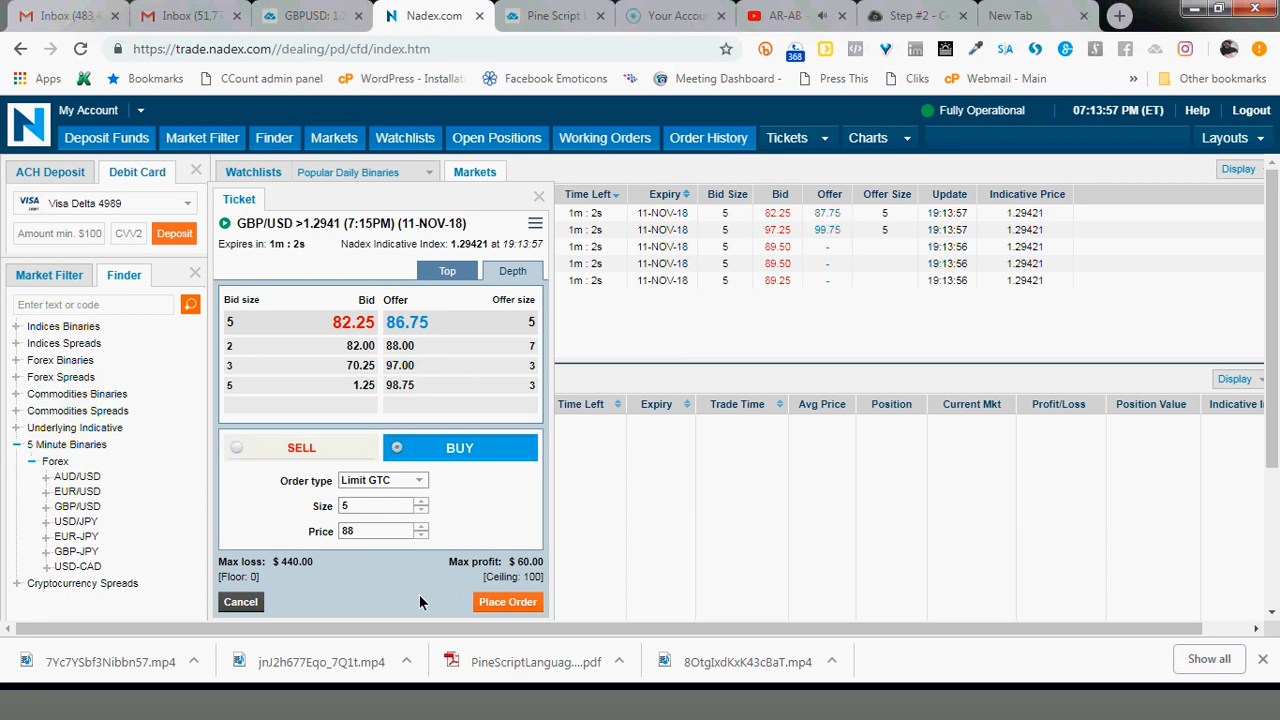 Inbox (483,
Inbox (51,7
GBPUSD: 1.2
Nadex.com
Pine Script L
Your Accou
AR-AB
Step #2 - C
New Tab
https://trade.nadex.com//dealing/pd/cfd/index.htm
368
Apps
Bookmarks
CCount admin panel
WordPress - Installat
Facebook Emoticons
Meeting Dashboard -
Press This
Cliks
Webmail - Main
»
Other bookmarks
N
My Account
Fully Operational
07:13:57 PM (ET)
Help
Logout
Deposit Funds
Market Filter
Finder
Markets
Watchlists
Open Positions
Working Orders
Order History
Tickets
Charts
Layouts
ACH Deposit
Debit Card
VISA
Visa Delta 4989
Amount min. $100
CVV2
Deposit
Market Filter
Finder
Enter text or code
Indices Binaries
Indices Spreads
Forex Binaries
Forex Spreads
Commodities Binaries
Commodities Spreads
Underlying Indicative
5 Minute Binaries
Forex
AUD/USD
EUR/USD
GBP/USD
USD/JPY
EUR-JPY
GBP-JPY
USD-CAD
Cryptocurrency Spreads
Watchlists
Popular Daily Binaries
Markets
Ticket
GBP/USD >1.2941 (7:15PM) (11-NOV-18)
Expires in: 1m : 2s
Nadex Indicative Index: 1.29421 at 19:13:57
Top
Depth
Bid size Bid Offer Offer size
5 82.25 86.75 5
2 82.00 88.00 7
3 70.25 97.00 3
5 1.25 98.75 3
SELL
BUY
Order type Limit GTC
Size 5
Price 88
Max loss: $ 440.00
Max profit: $ 60.00
[Floor: 0]
[Ceiling: 100]
Cancel
Place Order
Display
Time Left Expiry Bid Size Bid Offer Offer Size Update Indicative Price
1m : 2s 11-NOV-18 5 82.25 87.75 5 19:13:57 1.29421
1m : 2s 11-NOV-18 5 97.25 99.75 5 19:13:57 1.29421
1m : 2s 11-NOV-18 5 89.50 - 19:13:56 1.29421
1m : 2s 11-NOV-18 5 89.50 - 19:13:56 1.29421
1m : 2s 11-NOV-18 5 89.25 - 19:13:56 1.29421
Display
Time Left Expiry Trade Time Avg Price Position Current Mkt Profit/Loss Position Value Indicative I
7Yc7YSbf3Nibbn57.mp4
jnJ2h677Eqo_7Q1t.mp4
PineScriptLanguag....pdf
8OtgIxdKxK43cBaT.mp4
Show all